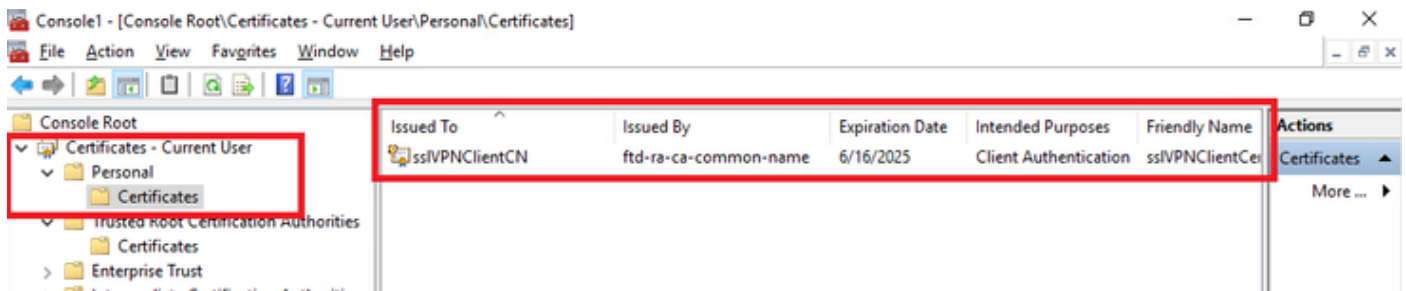 Console1 - [Console Root\Certificates - Current User\Personal\Certificates]
File Action View Favorites Window Help
Console Root
Certificates - Current User
Personal
Certificates
Trusted Root Certification Authorities
Certificates
Enterprise Trust
Issued To Issued By Expiration Date Intended Purposes Friendly Name
sslVPNClientCN ftd-ra-ca-common-name 6/16/2025 Client Authentication sslVPNClientCer
Actions
Certificates
More ...